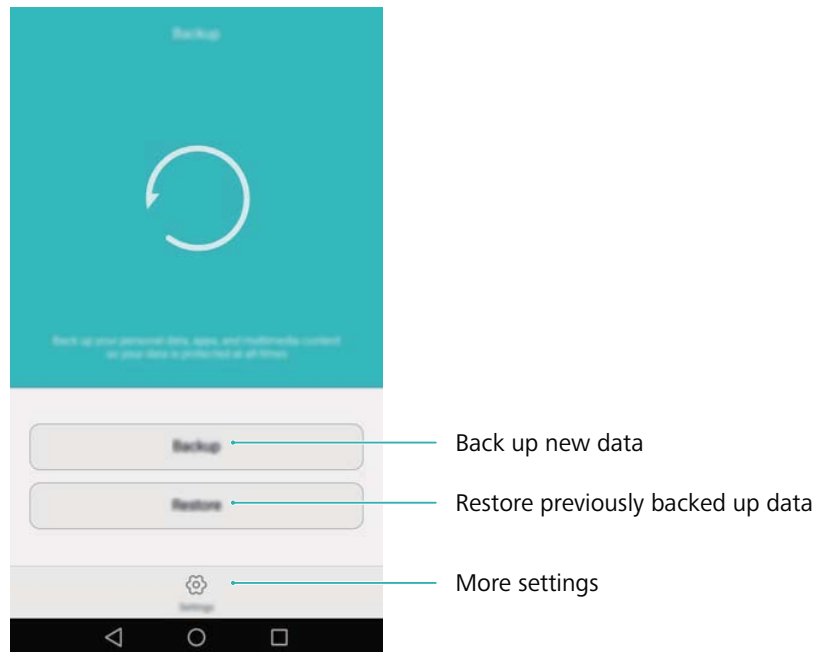 Backup
Back up your personal data, apps, and multimedia content
so your data is protected at all times
Backup
Back up new data
Restore
Restore previously backed up data
More settings
Settings